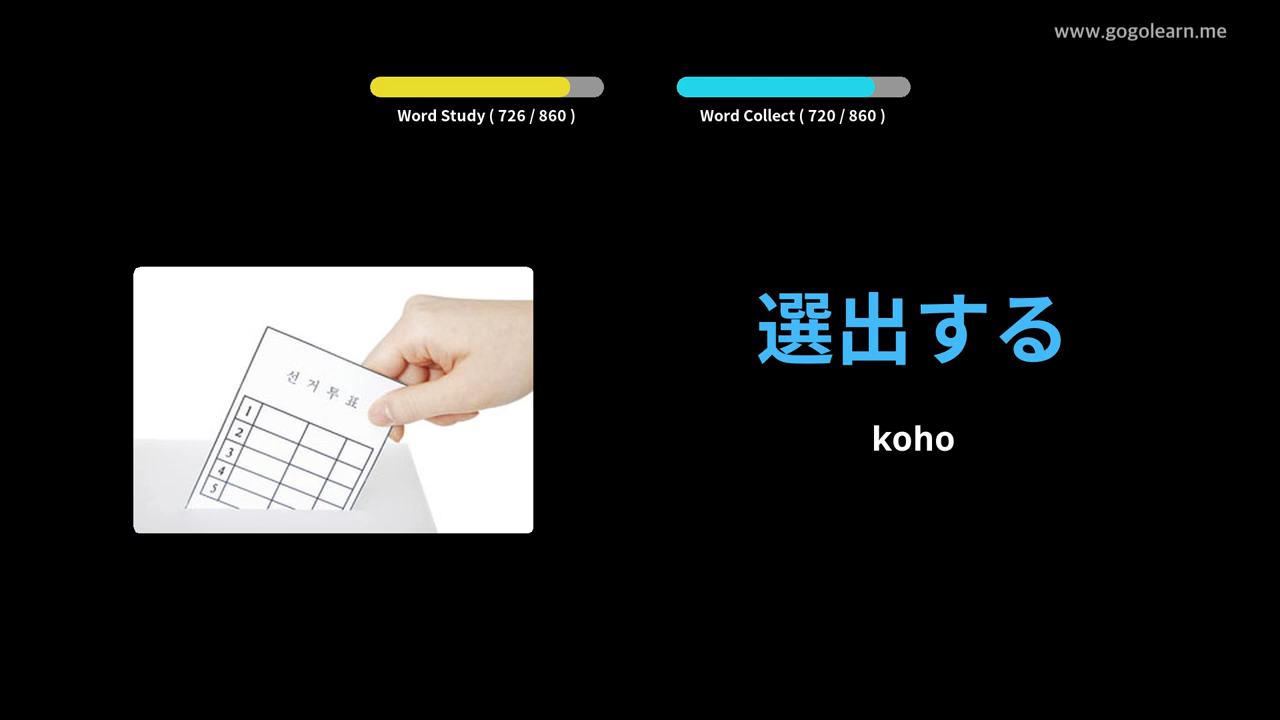 www.gogolearn.me
Word Study ( 726 / 860 )
Word Collect ( 720 / 860 )
선거투표
1
2
3
4
5
選出する
koho